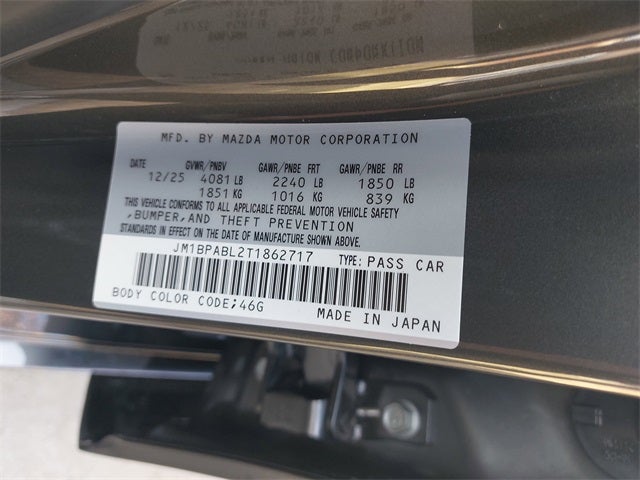 MFD. BY MAZDA MOTOR CORPORATION
DATE GVWR/PNBV GAWR/PNBE FRT GAWR/PNBE RR
12/25 4081 LB 2240 LB 1850 LB
1851 KG 1016 KG 839 KG
THIS VEHICLE CONFORMS TO ALL APPLICABLE FEDERAL MOTOR VEHICLE SAFETY
,BUMPER,AND THEFT PREVENTION
STANDARDS IN EFFECT ON THE DATE OF MANUFACTURE SHOWN ABOVE.
JM1BPABL2T1862717 TYPE: PASS CAR
BODY COLOR CODE;46G
MADE IN JAPAN